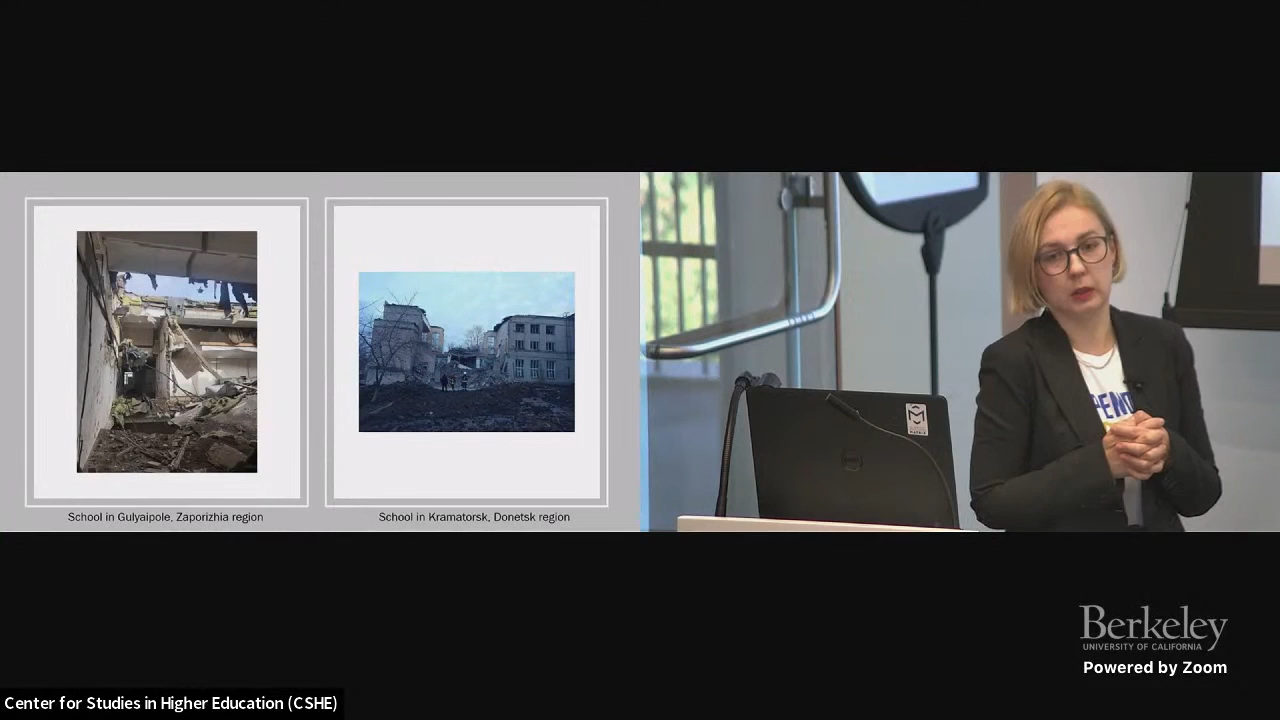 School in Gulyaipole, Zaporizhia region
School in Kramatorsk, Donetsk region
Berkeley
UNIVERSITY OF CALIFORNIA
Powered by Zoom
Center for Studies in Higher Education (CSHE)